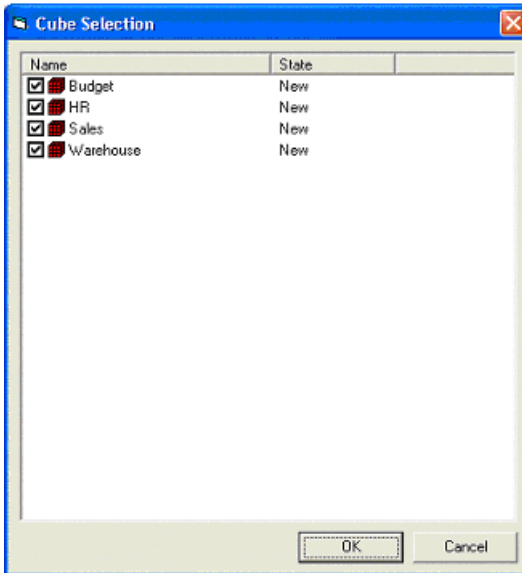 Cube Selection
Name State
Budget New
HR New
Sales New
Warehouse New
OK Cancel